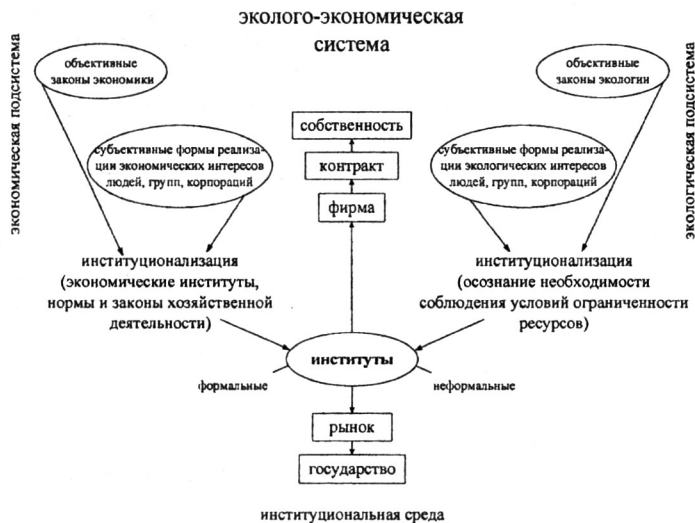 эколого-экономическая
система
экономическая подсистема
объективные
законы экономики
объективные
законы экологии
экологическая подсистема
собственность
контракт
фирма
субъективные формы реализа-
ции экономических интересов
людей, групп, корпораций
субъективные формы реализа-
ции экологических интересов
людей, групп, корпораций
институционализация
(экономические институты,
нормы и законы хозяйственной
деятельности)
институционализация
(осознание необходимости
соблюдения условий ограниченности
ресурсов)
институты
формальные
неформальные
рынок
государство
институциональная среда